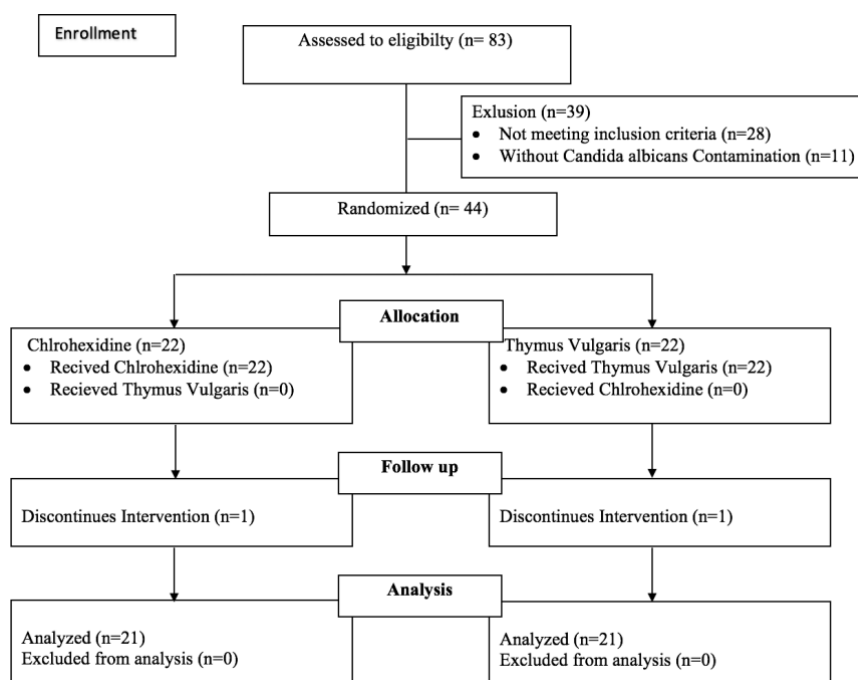 Enrollment
Assessed to eligibilty (n= 83)
Exlusion (n=39)
• Not meeting inclusion criteria (n=28)
• Without Candida albicans Contamination (n=11)
Randomized (n= 44)
Allocation
Chlrohexidine (n=22)
• Recived Chlrohexidine (n=22)
• Recieved Thymus Vulgaris (n=0)
Thymus Vulgaris (n=22)
• Recived Thymus Vulgaris (n=22)
• Recieved Chlrohexidine (n=0)
Follow up
Discontinues Intervention (n=1)
Discontinues Intervention (n=1)
Analysis
Analyzed (n=21)
Excluded from analysis (n=0)
Analyzed (n=21)
Excluded from analysis (n=0)